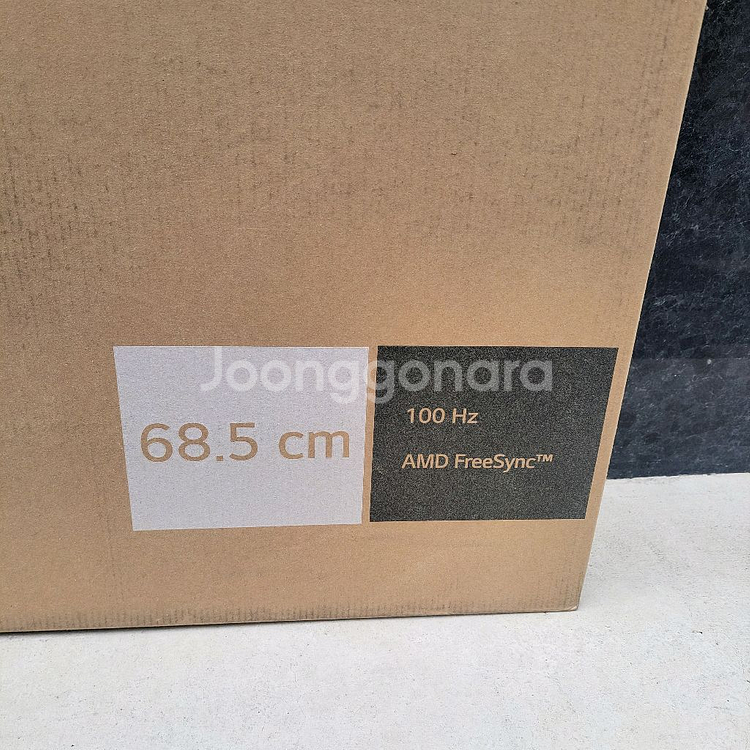 Joonggonara
68.5 cm
100 Hz
AMD FreeSync™